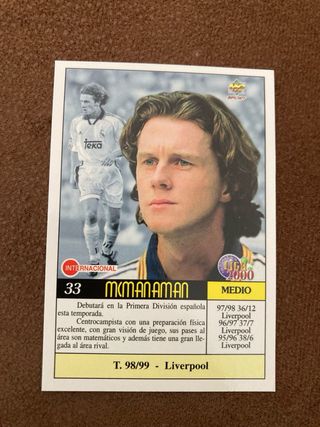 teka
INTERNACIONAL
LIGA
2000
33
MCMANAMAN
MEDIO
Debutará en la Primera División española
esta temporada.
Centrocampista con una preparación física
excelente, con gran visión de juego, sus pases al
área son matemáticos y además tiene una gran lle-
gada al área rival.
97/98 36/12
Liverpool
96/97 37/7
Liverpool
95/96 38/6
Liverpool
T. 98/99 - Liverpool